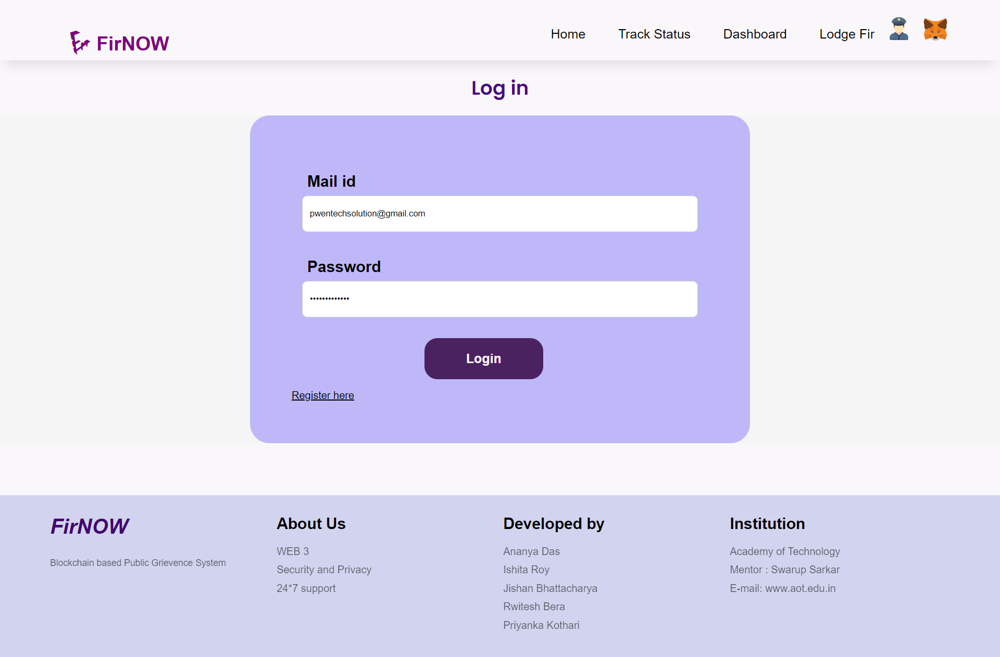 FirNOW
Home
Track Status
Dashboard
Lodge Fir
Log in
Mail id
pwentechsolution@gmail.com
Password
•••••••••••••
Login
Register here
FirNOW
Blockchain based Public Grievence System
About Us
WEB 3
Security and Privacy
24*7 support
Developed by
Ananya Das
Ishita Roy
Jishan Bhattacharya
Rwitesh Bera
Priyanka Kothari
Institution
Academy of Technology
Mentor : Swarup Sarkar
E-mail: www.aot.edu.in